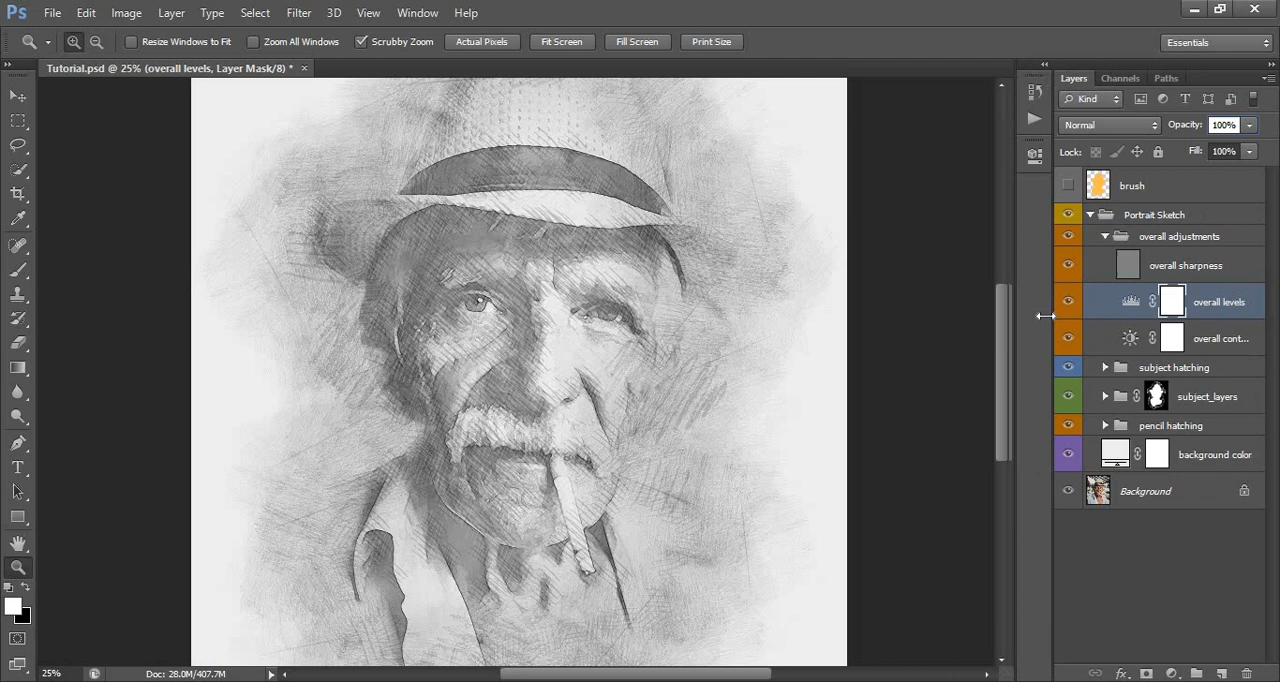 Ps File Edit Image Layer Type Select Filter 3D View Window Help
Resize Windows to Fit Zoom All Windows Scrubby Zoom Actual Pixels Fit Screen Fill Screen Print Size Essentials
Tutorial.psd @ 25% (overall levels, Layer Mask/8) * ×
Layers Channels Paths
Kind
Normal Opacity: 100%
Lock: Fill: 100%
brush
Portrait Sketch
overall adjustments
overall sharpness
overall levels
overall cont...
subject hatching
subject_layers
pencil hatching
background color
Background
25% Doc: 28.0M/407.7M